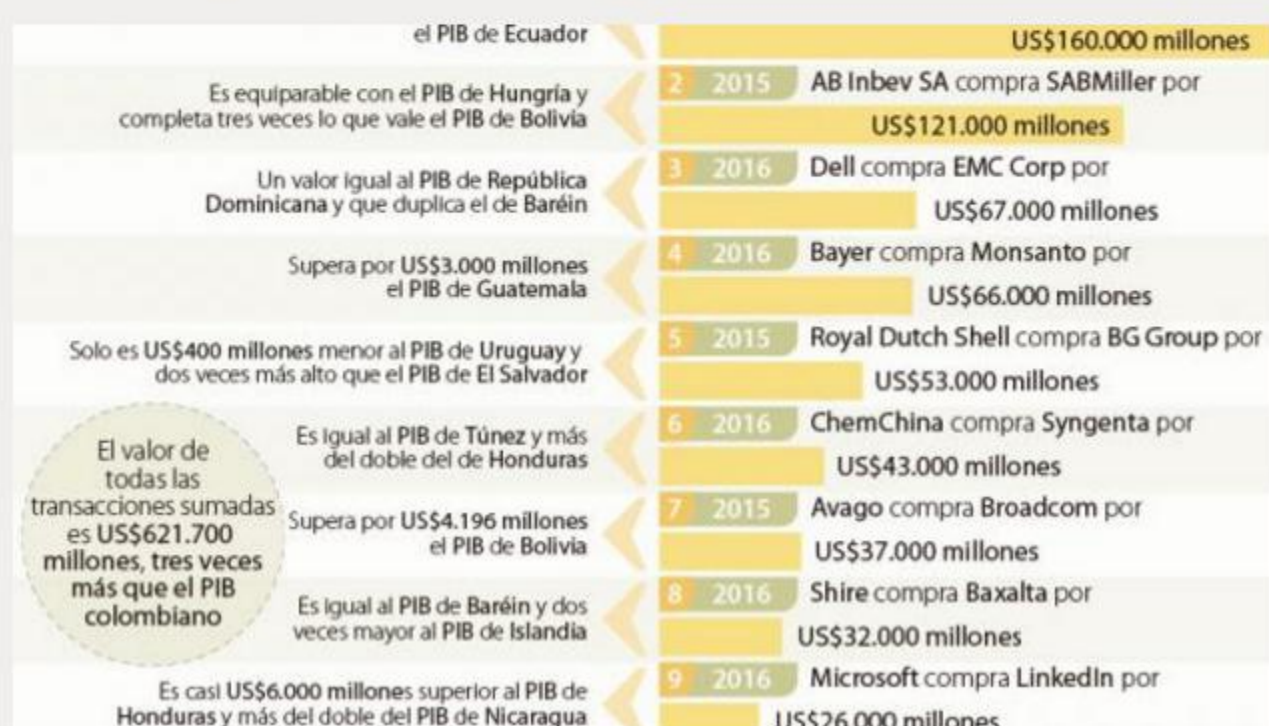 el PIB de Ecuador
US$160.000 millones
Es equiparable con el PIB de Hungría y
completa tres veces lo que vale el PIB de Bolivia
2 2015 AB Inbev SA compra SABMiller por
US$121.000 millones
Un valor igual al PIB de República
Dominicana y que duplica el de Baréin
3 2016 Dell compra EMC Corp por
US$67.000 millones
Supera por US$3.000 millones
el PIB de Guatemala
4 2016 Bayer compra Monsanto por
US$66.000 millones
Solo es US$400 millones menor al PIB de Uruguay y
dos veces más alto que el PIB de El Salvador
5 2015 Royal Dutch Shell compra BG Group por
US$53.000 millones
Es igual al PIB de Túnez y más
del doble del de Honduras
6 2016 ChemChina compra Syngenta por
US$43.000 millones
El valor de
todas las
transacciones sumadas
es US$621.700
millones, tres veces
más que el PIB
colombiano
Supera por US$4.196 millones
el PIB de Bolivia
7 2015 Avago compra Broadcom por
US$37.000 millones
Es igual al PIB de Baréin y dos
veces mayor al PIB de Islandia
8 2016 Shire compra Baxalta por
US$32.000 millones
Es casi US$6.000 millones superior al PIB de
Honduras y más del doble del PIB de Nicaragua
9 2016 Microsoft compra LinkedIn por
US$26.000 millones